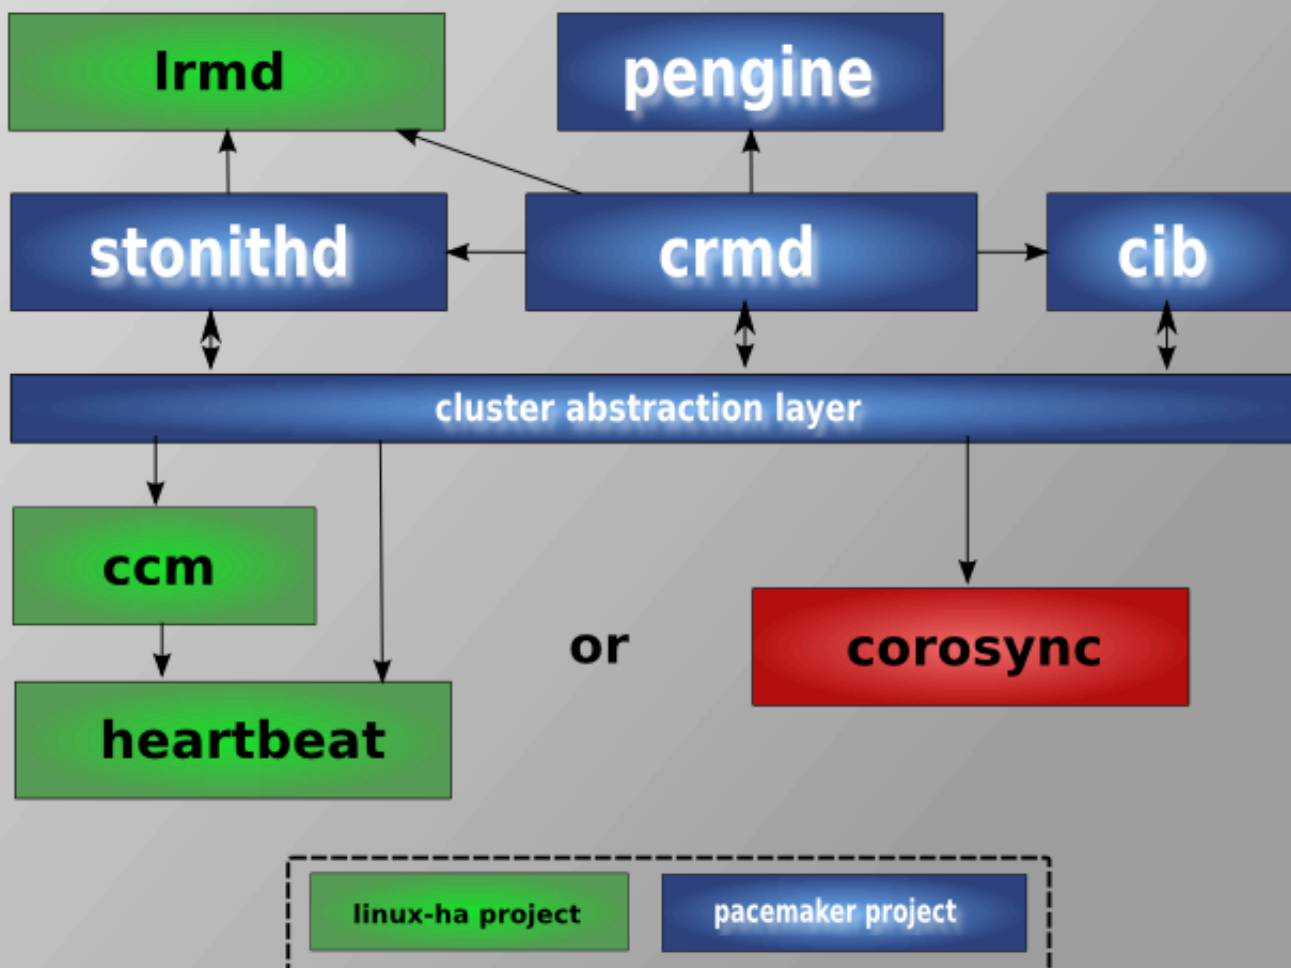 lrmd
pengine
stonithd
crmd
cib
cluster abstraction layer
ccm
or
corosync
heartbeat
linux-ha project
pacemaker project